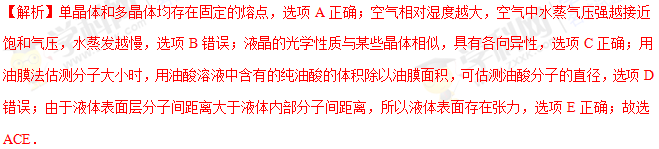 【解析】单晶体和多晶体均存在固定的熔点，选项 A 正确；空气相对湿度越大，空气中水蒸气压强越接近
饱和气压，水蒸发越慢，选项 B 错误；液晶的光学性质与某些晶体相似，具有各向异性，选项 C 正确；用
油膜法估测分子大小时，用油酸溶液中含有的纯油酸的体积除以油膜面积，可估测油酸分子的直径，选项 D
错误；由于液体表面层分子间距离大于液体内部分子间距离，所以液体表面存在张力，选项 E 正确；故选
ACE．